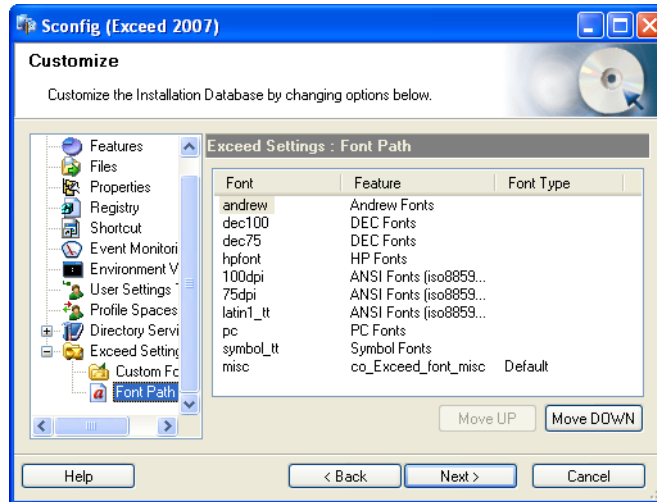 Sconfig (Exceed 2007)
Customize
Customize the Installation Database by changing options below.
Features
Files
Properties
Registry
Shortcut
Event Monitori
Environment V
User Settings
Profile Spaces
Directory Servi
Exceed Setting
Custom Fo
Font Path
Exceed Settings : Font Path
Font Feature Font Type
andrew Andrew Fonts
dec100 DEC Fonts
dec75 DEC Fonts
hpfont HP Fonts
100dpi ANSI Fonts (iso8859...
75dpi ANSI Fonts (iso8859...
latin1_tt ANSI Fonts (iso8859...
pc PC Fonts
symbol_tt Symbol Fonts
misc co_Exceed_font_misc Default
Move UP Move DOWN
Help < Back Next > Cancel